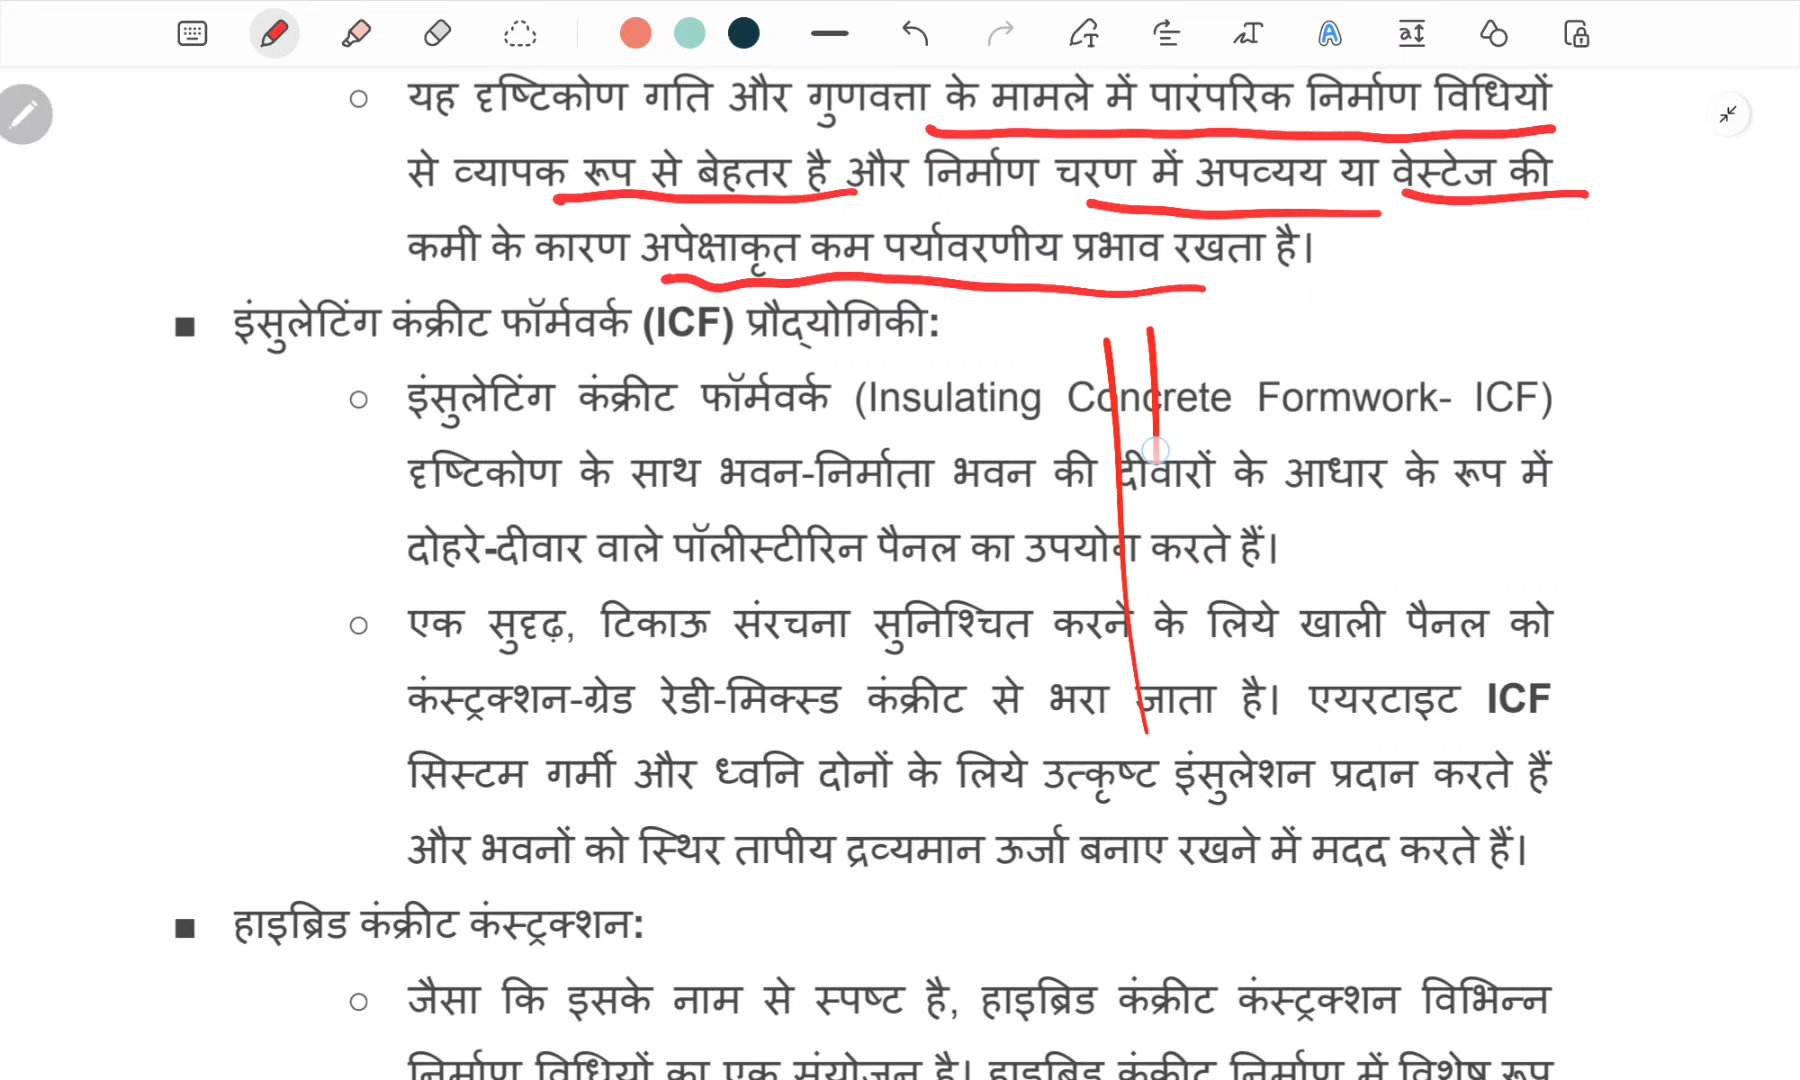 यह दृष्टिकोण गति और गुणवत्ता के मामले में पारंपरिक निर्माण विधियों
से व्यापक रूप से बेहतर है और निर्माण चरण में अपव्यय या वेस्टेज की
कमी के कारण अपेक्षाकृत कम पर्यावरणीय प्रभाव रखता है।
इंसुलेटिंग कंक्रीट फॉर्मवर्क (ICF) प्रौद्योगिकी:
इंसुलेटिंग कंक्रीट फॉर्मवर्क (Insulating Concrete Formwork- ICF)
दृष्टिकोण के साथ भवन-निर्माता भवन की दीवारों के आधार के रूप में
दोहरे-दीवार वाले पॉलीस्टीरिन पैनल का उपयोग करते हैं।
एक सुदृढ़, टिकाऊ संरचना सुनिश्चित करने के लिये खाली पैनल को
कंस्ट्रक्शन-ग्रेड रेडी-मिक्स्ड कंक्रीट से भरा जाता है। एयरटाइट ICF
सिस्टम गर्मी और ध्वनि दोनों के लिये उत्कृष्ट इंसुलेशन प्रदान करते हैं
और भवनों को स्थिर तापीय द्रव्यमान ऊर्जा बनाए रखने में मदद करते हैं।
हाइब्रिड कंक्रीट कंस्ट्रक्शन:
जैसा कि इसके नाम से स्पष्ट है, हाइब्रिड कंक्रीट कंस्ट्रक्शन विभिन्न
निर्माण विधियों का एक संयोजन है। हाइब्रिड कंक्रीट निर्माण में विशेष रूप